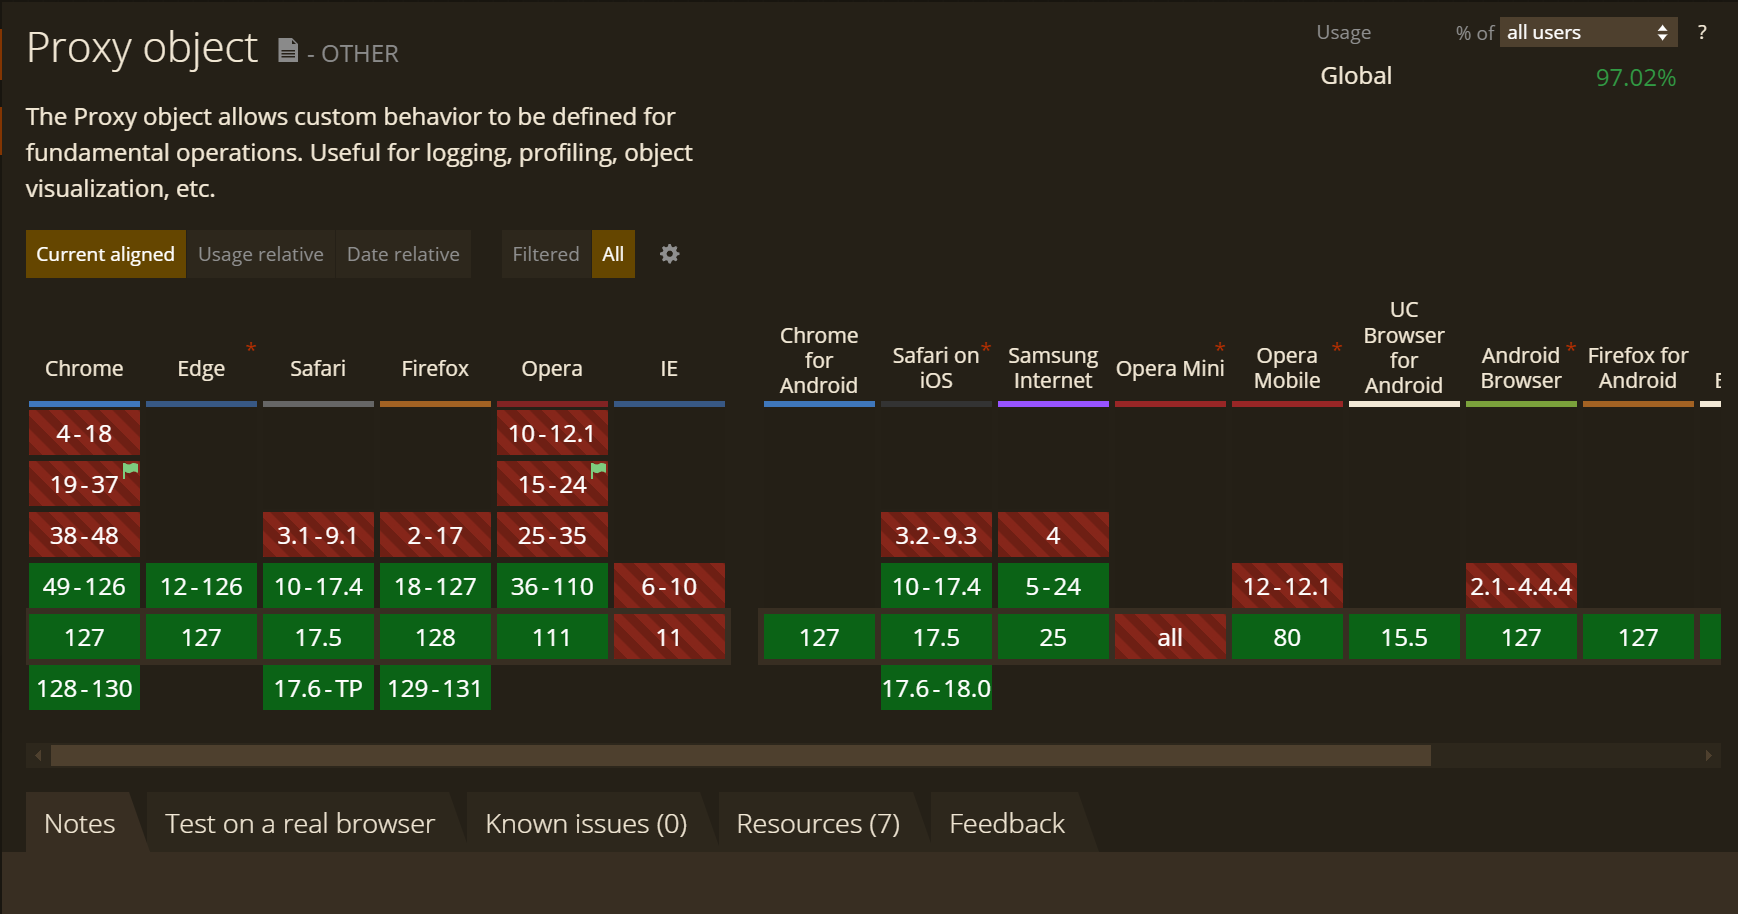 Proxy object - OTHER
Usage % of all users ?
Global 97.02%
The Proxy object allows custom behavior to be defined for
fundamental operations. Useful for logging, profiling, object
visualization, etc.
Current aligned Usage relative Date relative Filtered All
Chrome
Edge *
Safari
Firefox
Opera
IE
Chrome
for
Android
Safari on *
iOS
Samsung
Internet
Opera Mini *
Opera *
Mobile
UC
Browser
for
Android
Android *
Browser
Firefox for
Android
4-18 10-12.1
19-37 15-24
38-48 3.1-9.1 2-17 25-35 3.2-9.3 4
49-126 12-126 10-17.4 18-127 36-110 6-10 10-17.4 5-24 12-12.1 2.1-4.4.4
127 127 17.5 128 111 11 127 17.5 25 all 80 15.5 127 127
128-130 17.6-TP 129-131 17.6-18.0
Notes Test on a real browser Known issues (0) Resources (7) Feedback